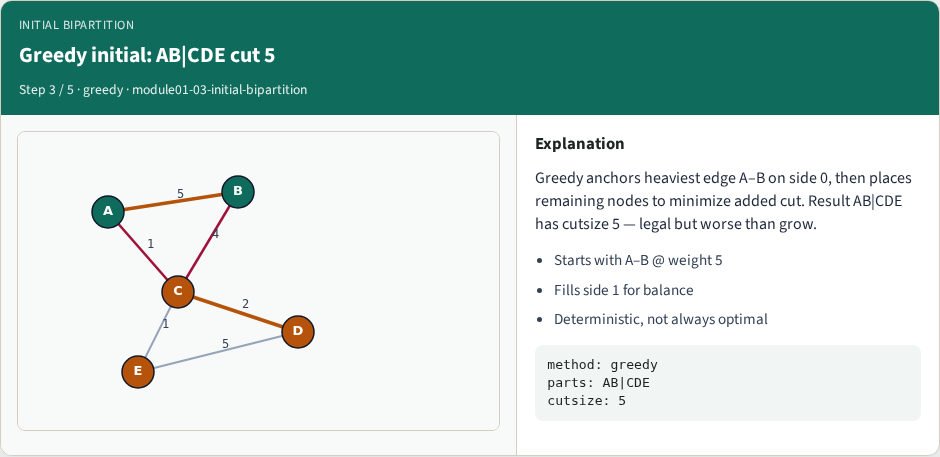 INITIAL BIPARTITION
Greedy initial: AB|CDE cut 5
Step 3 / 5 · greedy · module01-03-initial-bipartition
5
B
A
4
1
C
2
1
D
5
E
Explanation
Greedy anchors heaviest edge A–B on side 0, then places
remaining nodes to minimize added cut. Result AB|CDE
has cutsize 5 — legal but worse than grow.
• Starts with A–B @ weight 5
• Fills side 1 for balance
• Deterministic, not always optimal
method: greedy
parts: AB|CDE
cutsize: 5